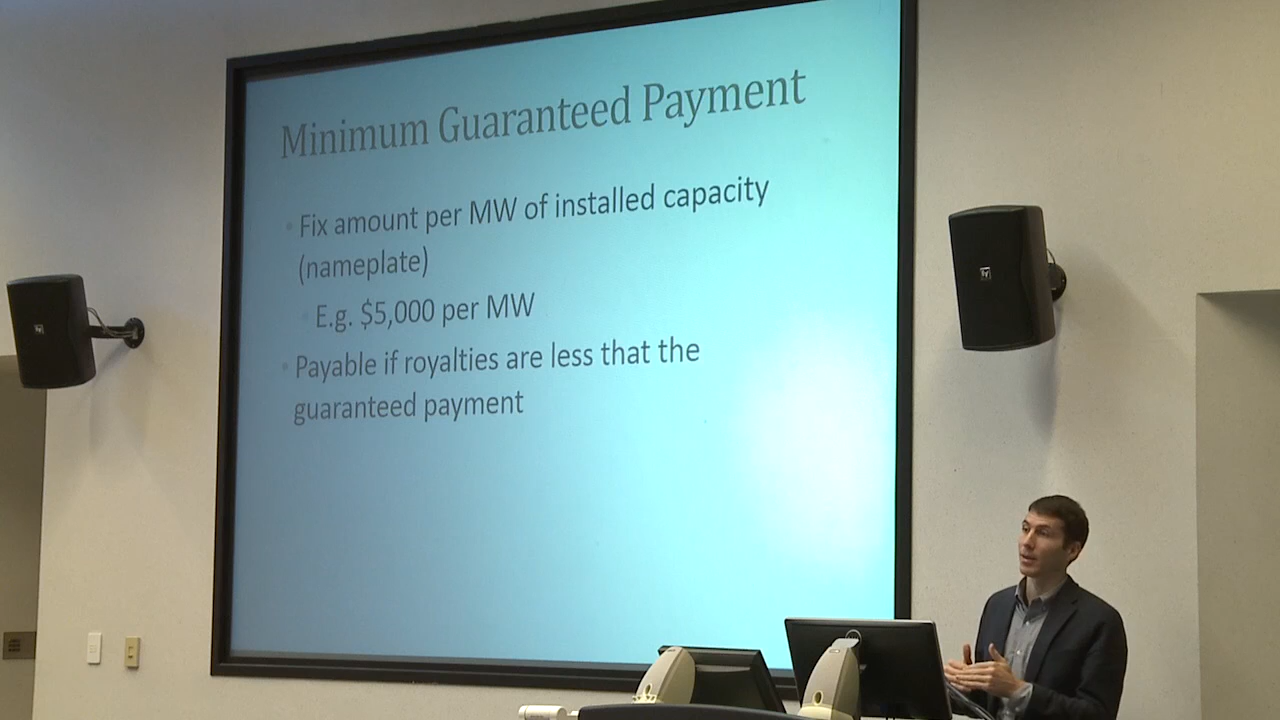 Minimum Guaranteed Payment
Fix amount per MW of installed capacity
(nameplate)
E.g. $5,000 per MW
Payable if royalties are less that the
guaranteed payment